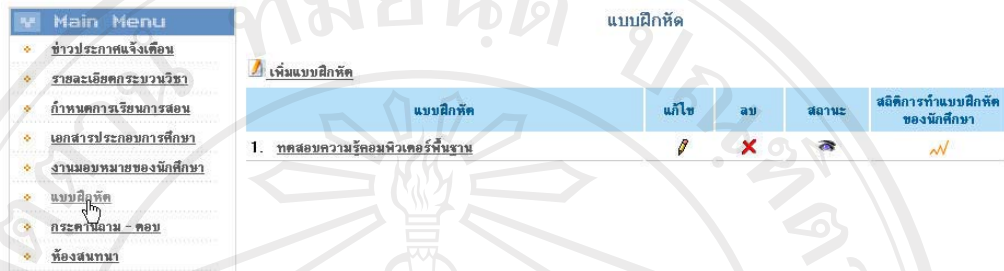 Main Menu
ข่าวประกาศแจ้งเตือน
รายละเอียดกระบวนวิชา
กำหนดการเรียนการสอน
เอกสารประกอบการศึกษา
งานมอบหมายของนักศึกษา
แบบฝึกหัด
กระดานถาม - ตอบ
ห้องสนทนา
แบบฝึกหัด
เพิ่มแบบฝึกหัด
แบบฝึกหัด แก้ไข ลบ สถานะ สถิติการทำแบบฝึกหัด
ของนักศึกษา
1. ทดสอบความรู้คอมพิวเตอร์พื้นฐาน